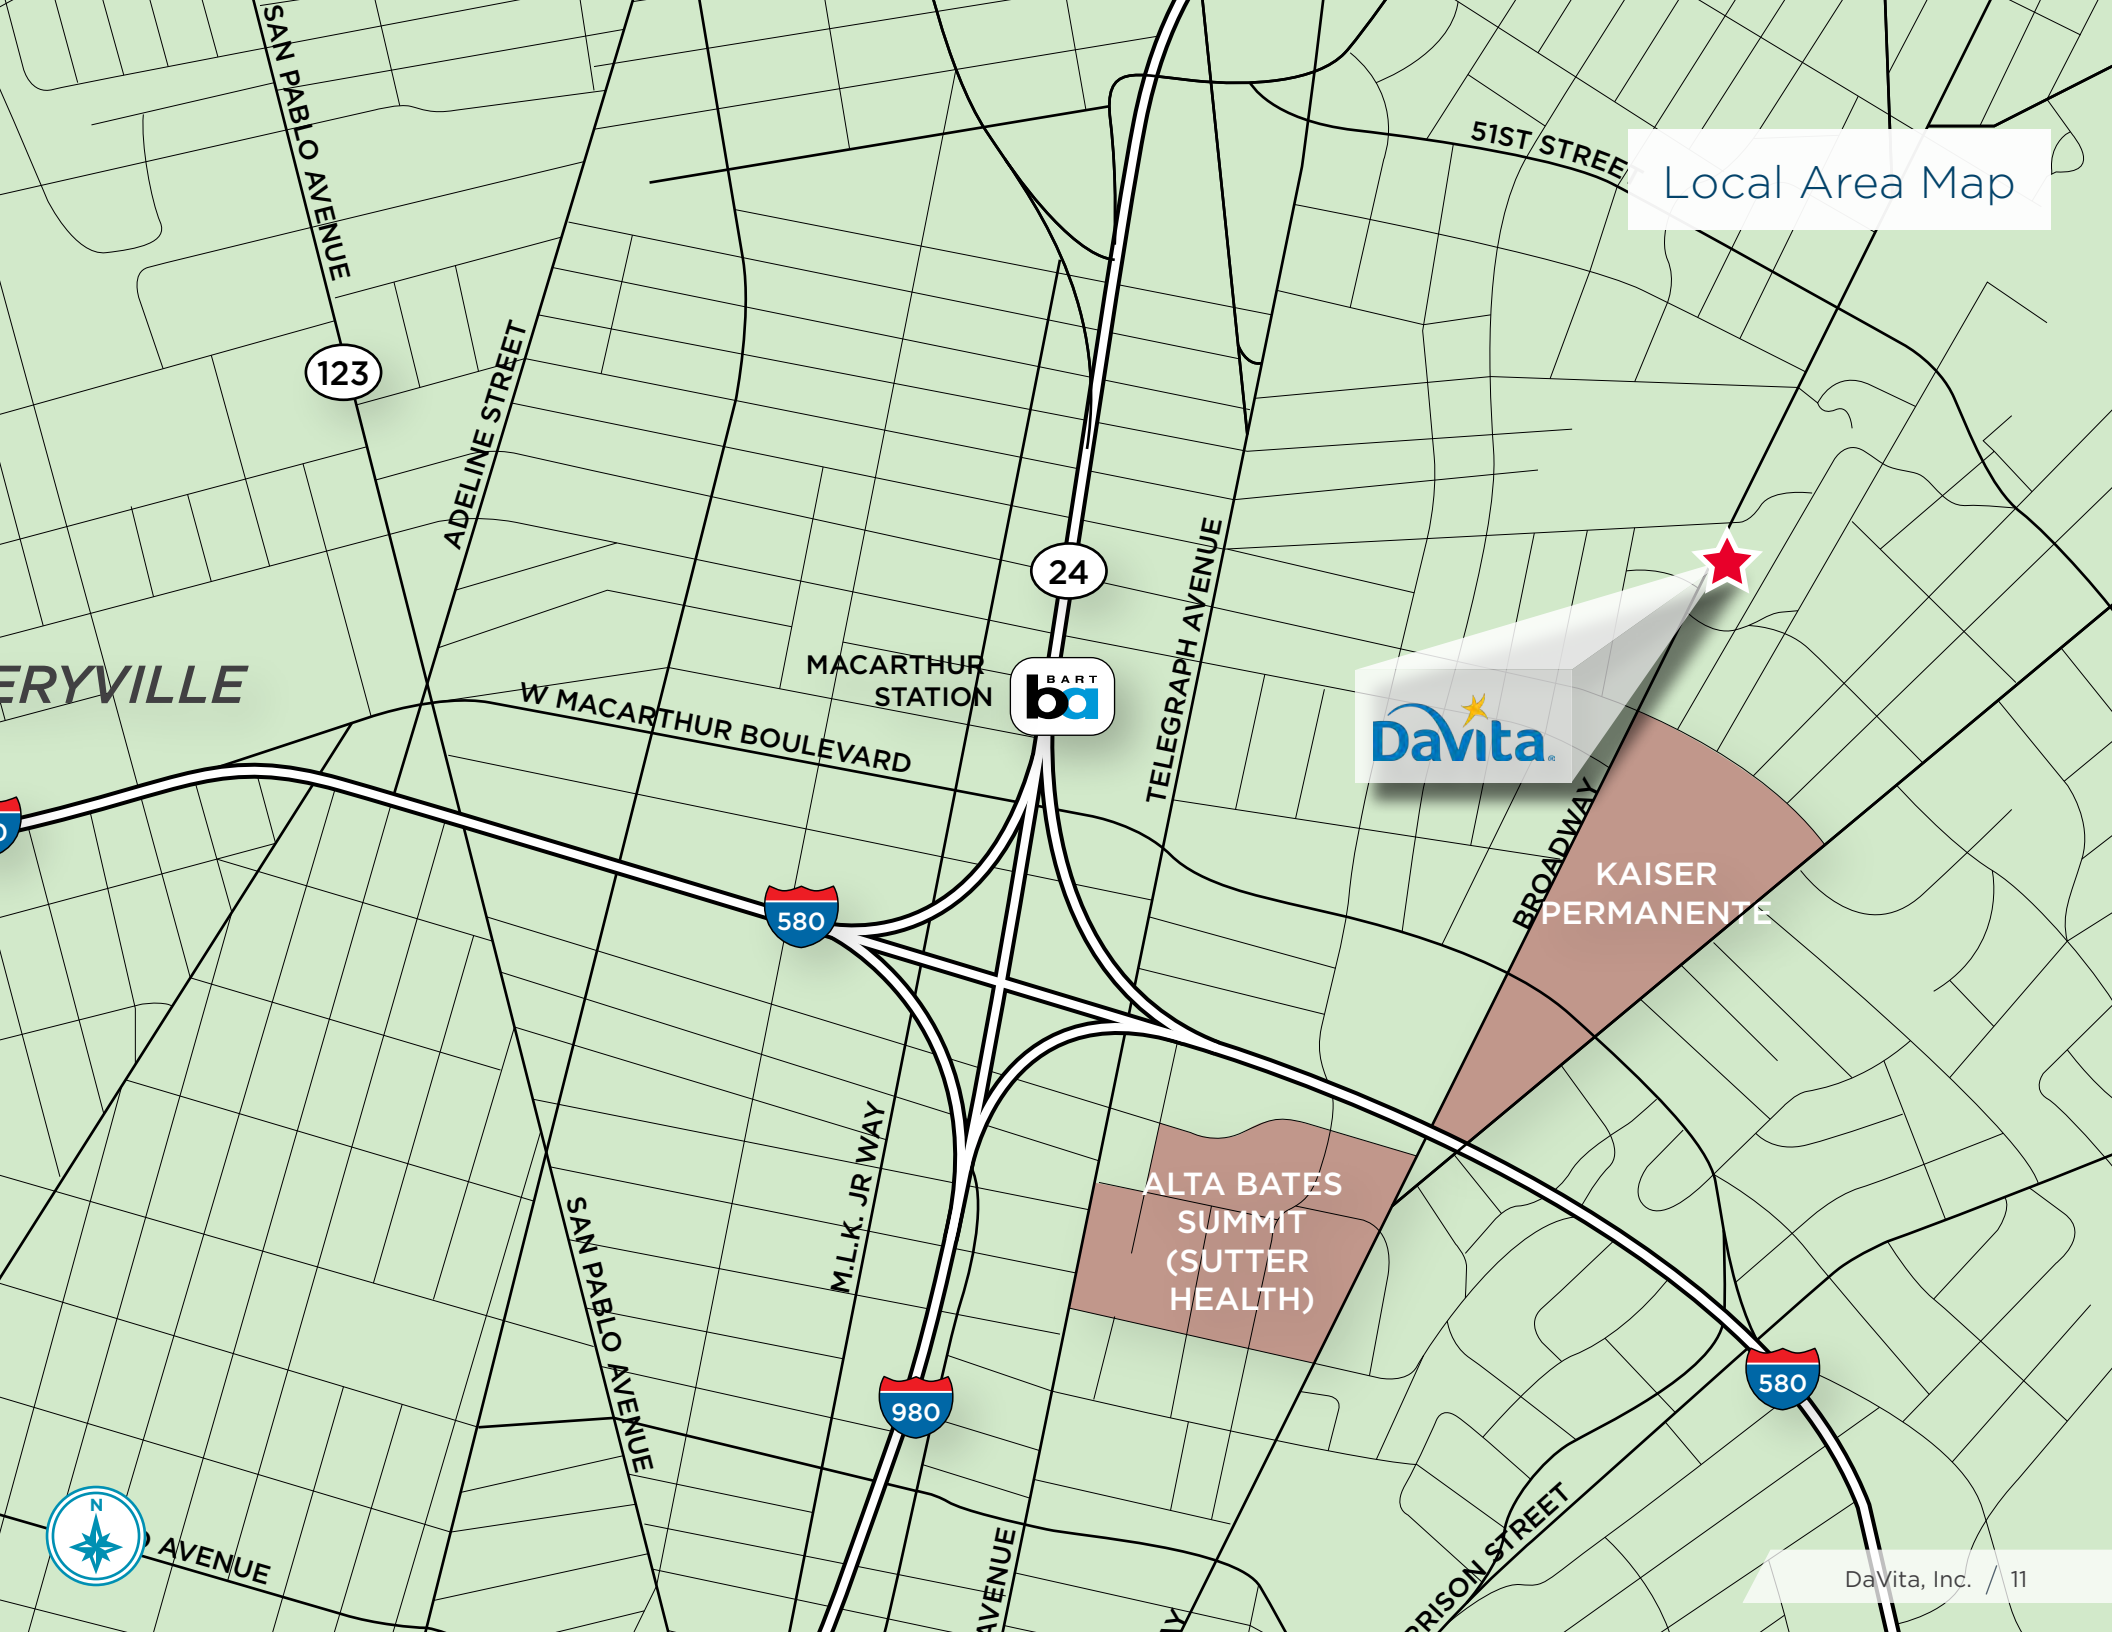 SAN PABLO AVENUE
51ST STREE
Local Area Map
123
ADELINE STREET
24
TELEGRAPH AVENUE
MACARTHUR
STATION
BART
ba
ERYVILLE
W MACARTHUR BOULEVARD
DaVita®
BROADWAY
KAISER
PERMANENTE
580
M.L.K. JR WAY
ALTA BATES
SUMMIT
(SUTTER
HEALTH)
SAN PABLO AVENUE
980
580
N
AVENUE
AVENUE
RISON STREET
DaVita, Inc. / 11